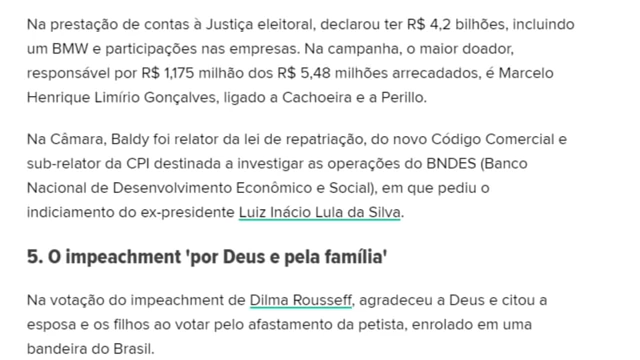 Na prestação de contas à Justiça eleitoral, declarou ter R$ 4,2 bilhões, incluindo
um BMW e participações nas empresas. Na campanha, o maior doador,
responsável por R$ 1,175 milhão dos R$ 5,48 milhões arrecadados, é Marcelo
Henrique Limírio Gonçalves, ligado a Cachoeira e a Perillo.
Na Câmara, Baldy foi relator da lei de repatriação, do novo Código Comercial e
sub-relator da CPI destinada a investigar as operações do BNDES (Banco
Nacional de Desenvolvimento Econômico e Social), em que pediu o
indiciamento do ex-presidente Luiz Inácio Lula da Silva.
5. O impeachment 'por Deus e pela família'
Na votação do impeachment de Dilma Rousseff, agradeceu a Deus e citou a
esposa e os filhos ao votar pelo afastamento da petista, enrolado em uma
bandeira do Brasil.